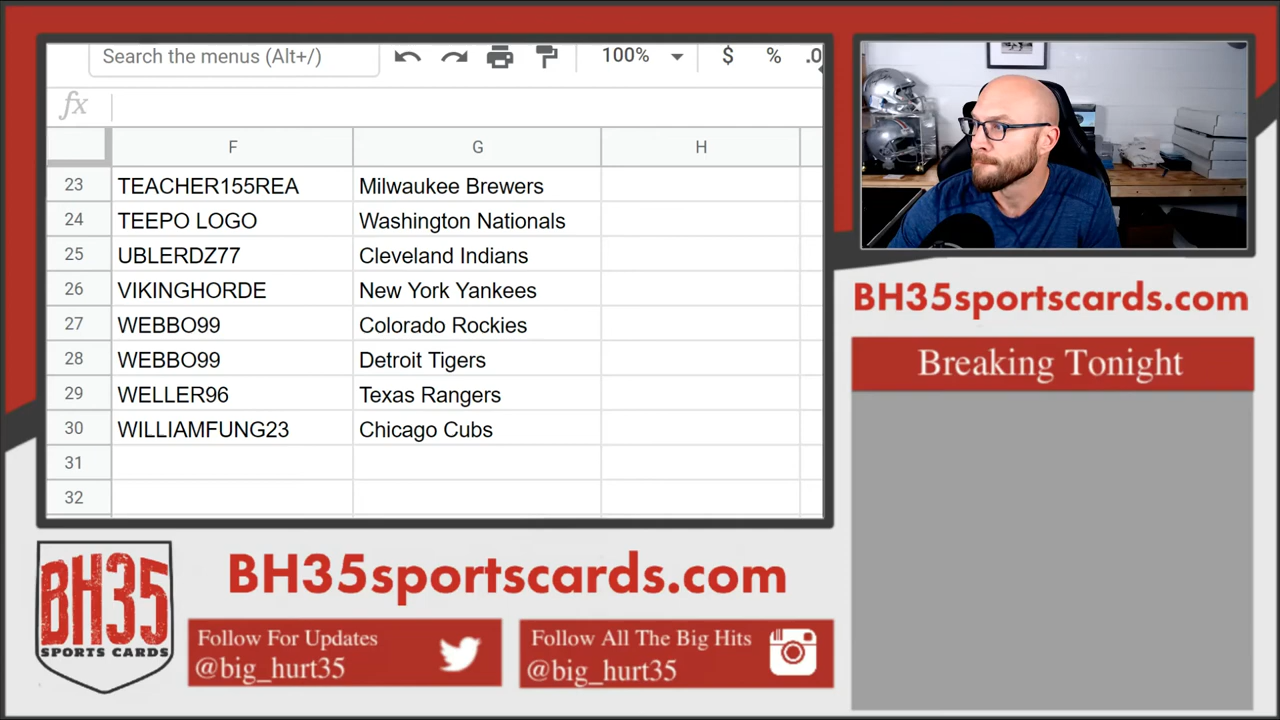 Search the menus (Alt+/)
100%
$ % .0
fx
F G H
23 TEACHER155REA Milwaukee Brewers
24 TEEPO LOGO Washington Nationals
25 UBLERDZ77 Cleveland Indians
26 VIKINGHORDE New York Yankees
27 WEBBO99 Colorado Rockies
28 WEBBO99 Detroit Tigers
29 WELLER96 Texas Rangers
30 WILLIAMFUNG23 Chicago Cubs
31
32
BH35sportscards.com
Breaking Tonight
BH35
SPORTS CARDS
BH35sportscards.com
Follow For Updates
@big_hurt35
Follow All The Big Hits
@big_hurt35